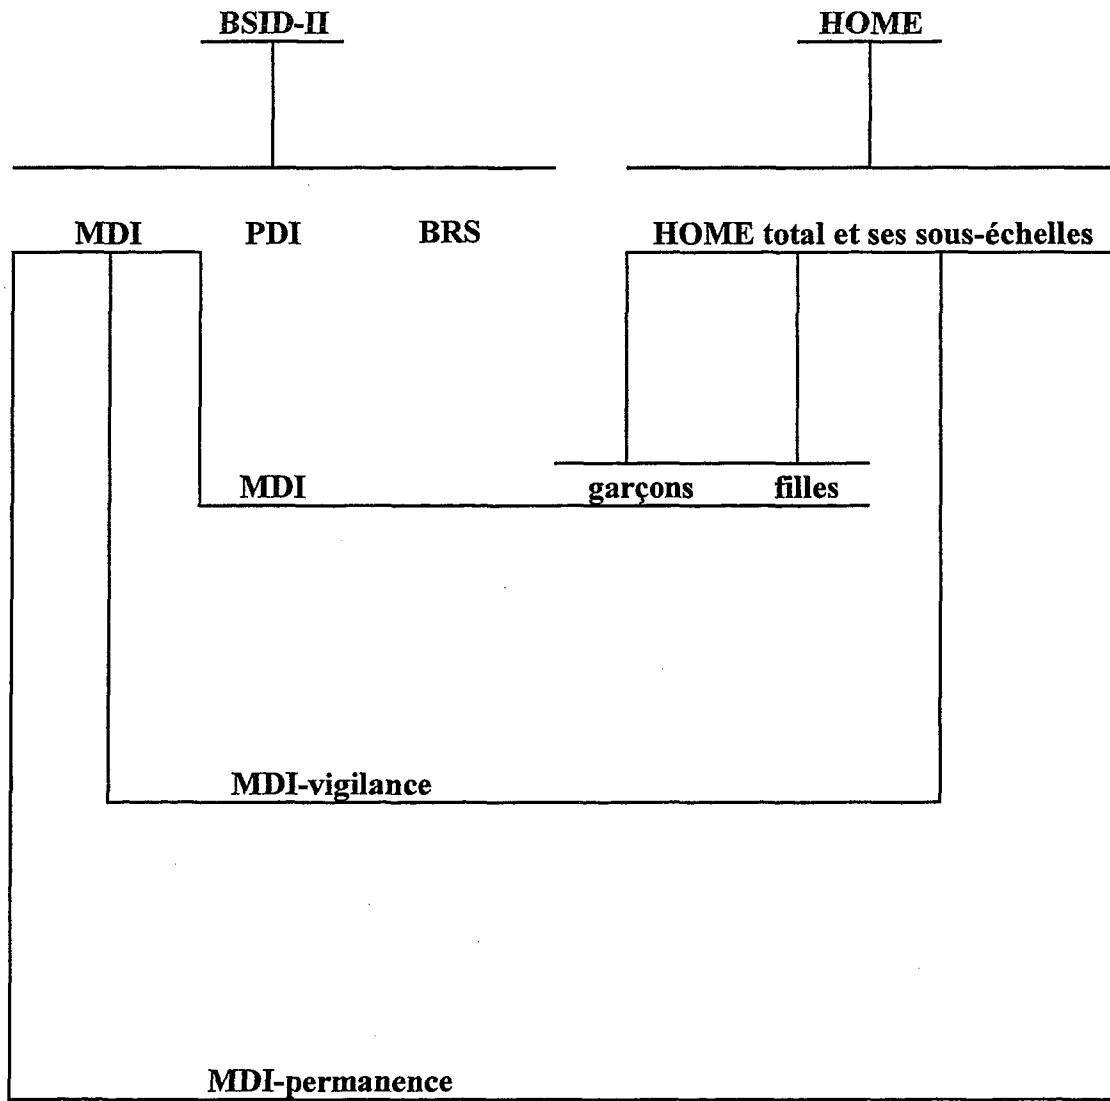 BSID-II HOME
MDI PDI BRS HOME total et ses sous-échelles
MDI garçons filles
MDI-vigilance
MDI-permanence